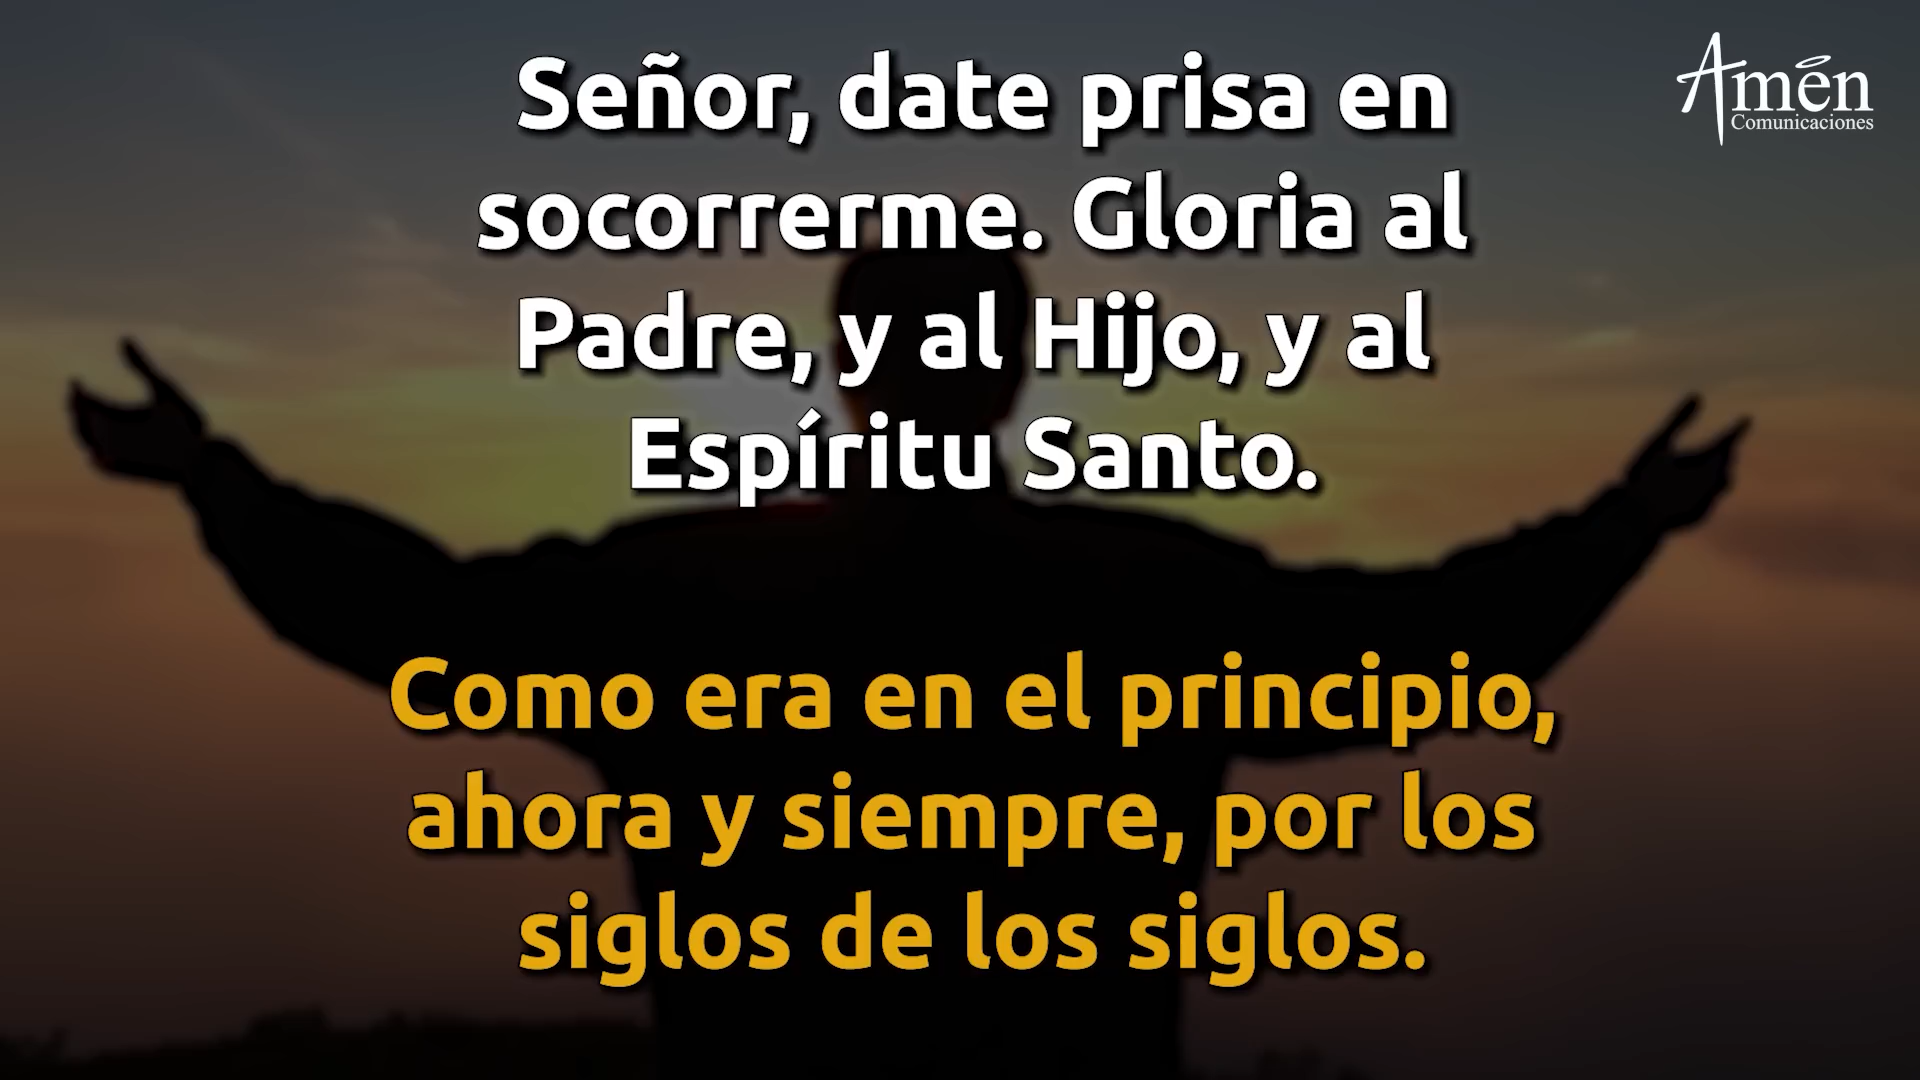 Amén
Comunicaciones
Señor, date prisa en
socorrerme. Gloria al
Padre, y al Hijo, y al
Espíritu Santo.
Como era en el principio,
ahora y siempre, por los
siglos de los siglos.